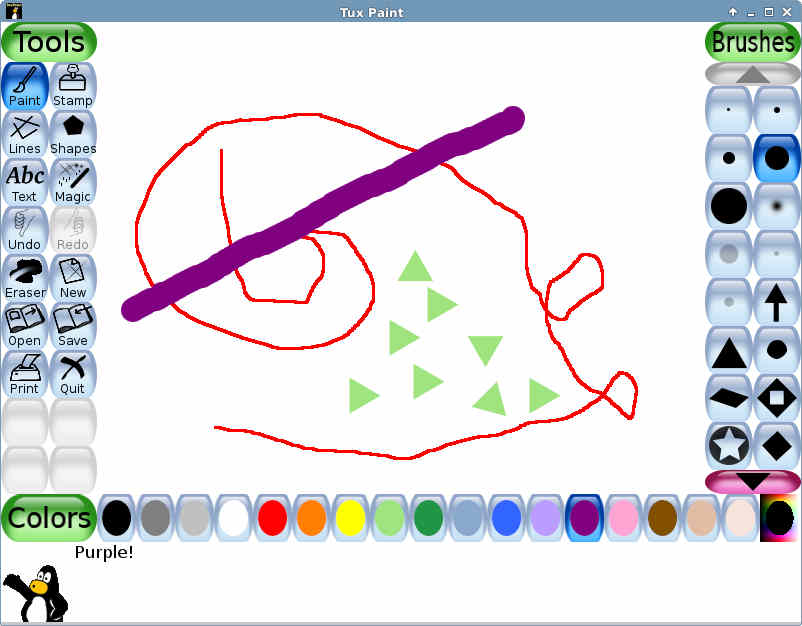 Tux Paint
Tools
Brushes
Paint
Stamp
Lines
Shapes
Abc
Text
Magic
Undo
Redo
Eraser
New
Open
Save
Print
Quit
Colors
Purple!